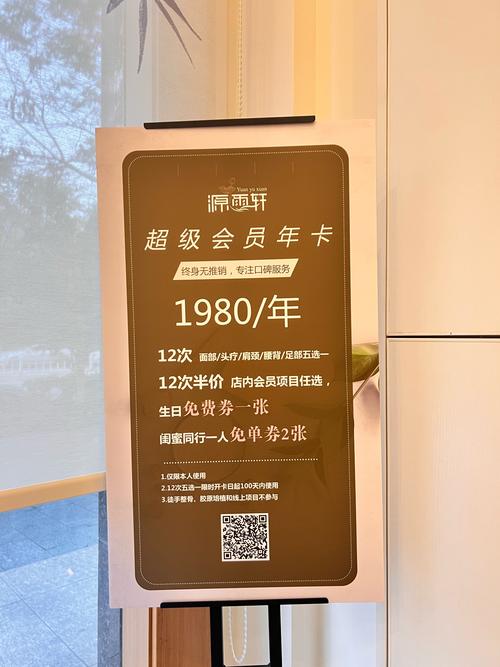 Yuan yu xuan
源雨轩
超级会员年卡
终身无推销，专注口碑服务
1980/年
12次 面部/头疗/肩颈/腰背/足部五选一
12次半价 店内会员项目任选，
生日免费券一张
闺蜜同行一人免单券2张
1.仅限本人使用
2.12次五选一限时开卡日起100天内使用
3.徒手整骨、胶原培植和线上项目不参与